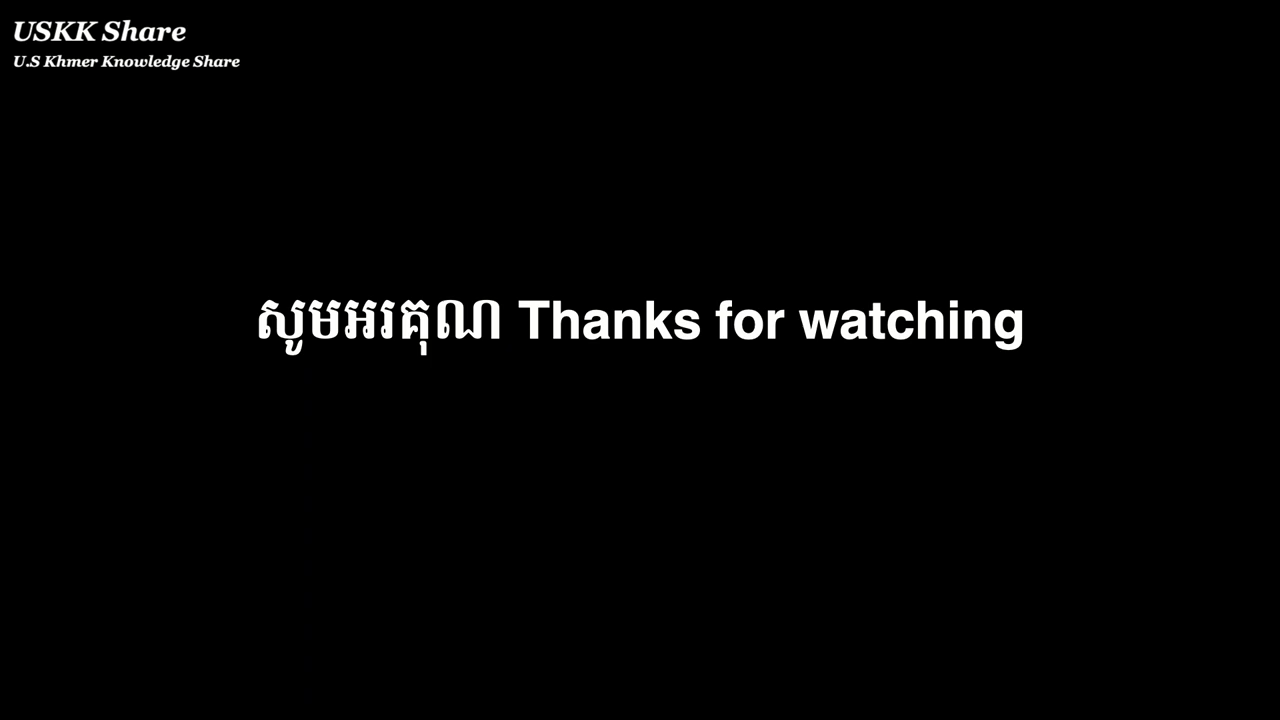 USKK Share
U.S Khmer Knowledge Share
សូមអរគុណ Thanks for watching